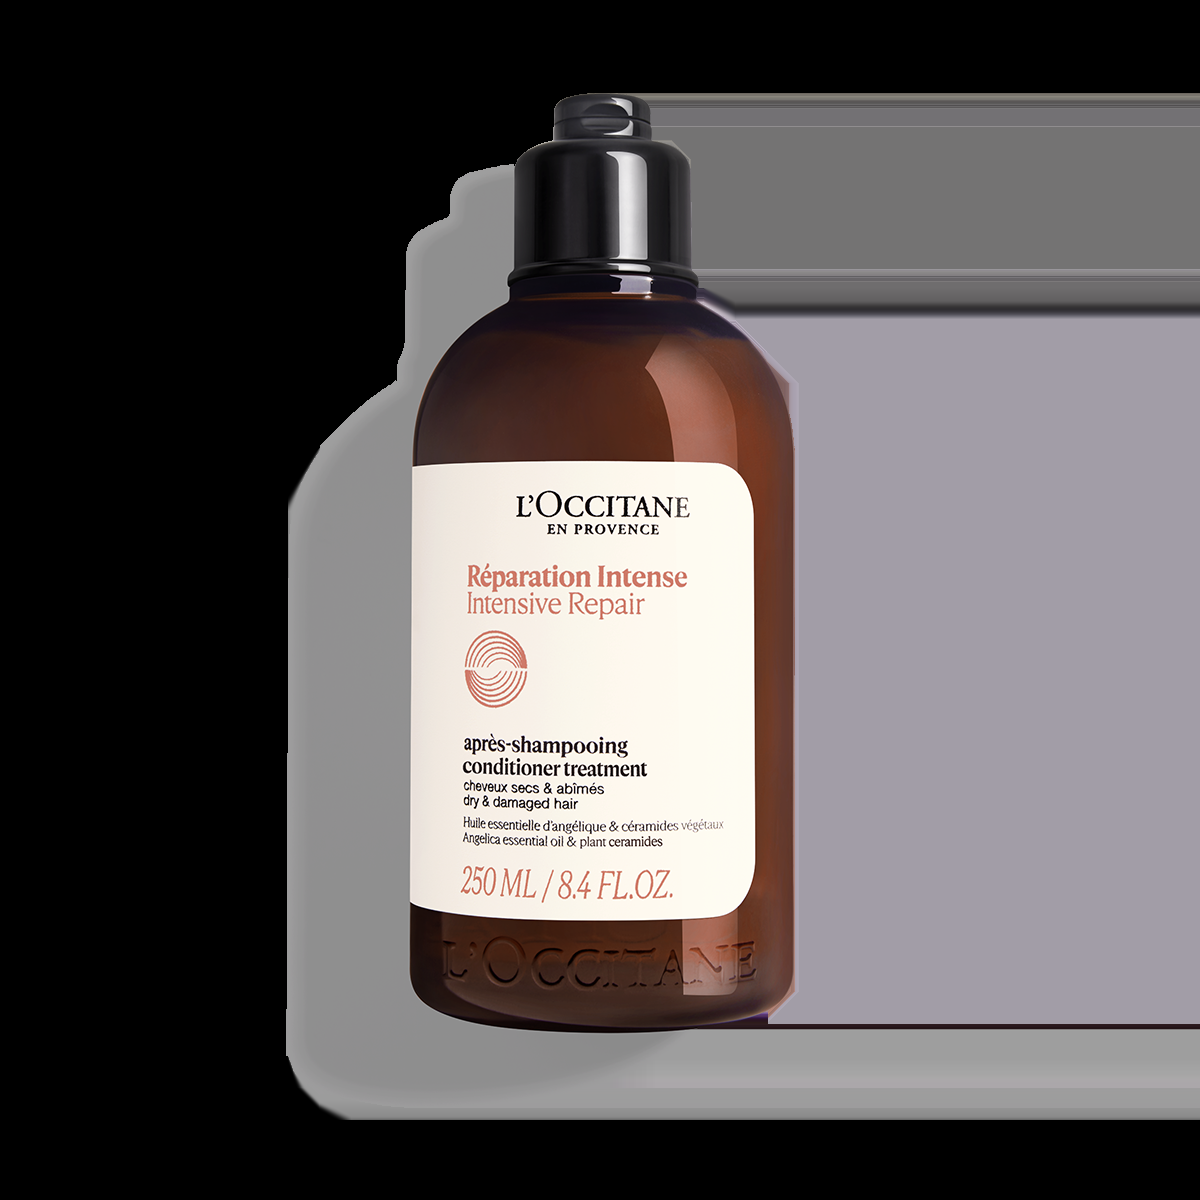 L'OCCITANE
EN PROVENCE
Réparation Intense
Intensive Repair
après-shampooing
conditioner treatment
cheveux secs & abîmés
dry & damaged hair
Huile essentielle d'angélique & céramides végétaux
Angelica essential oil & plant ceramides
250 ML / 8.4 FL.OZ.
L'OCCITANE